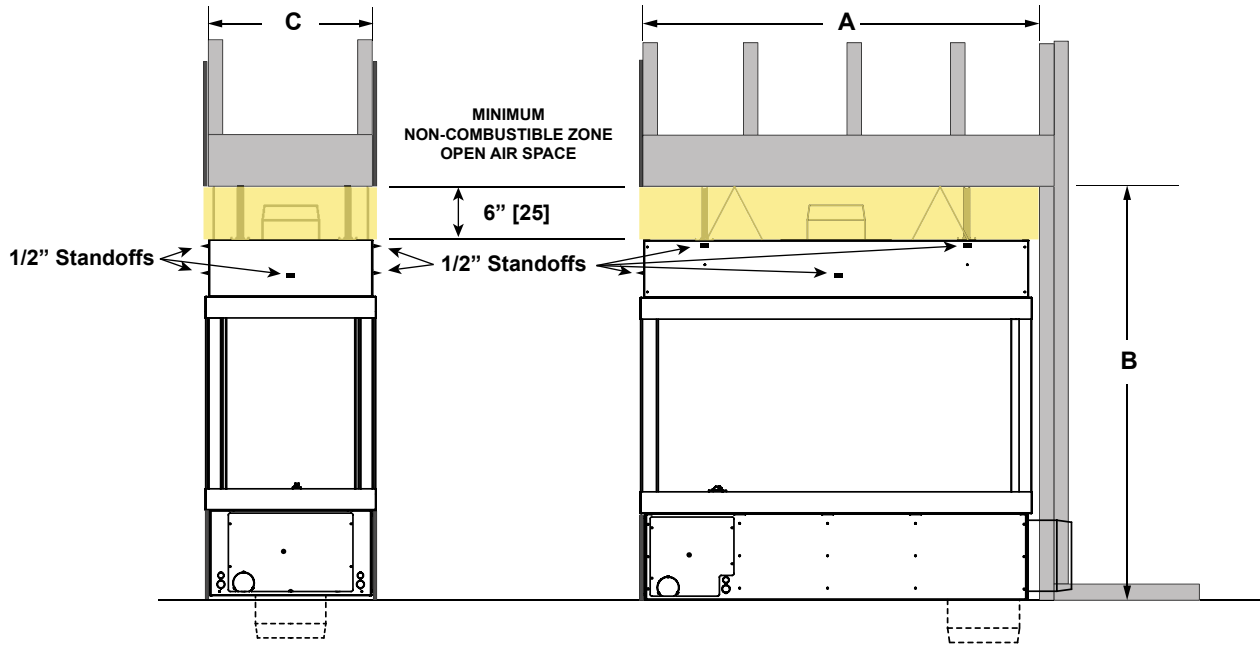 C
A
MINIMUM
NON-COMBUSTIBLE ZONE
OPEN AIR SPACE
6” [25]
1/2” Standoffs
1/2” Standoffs
B